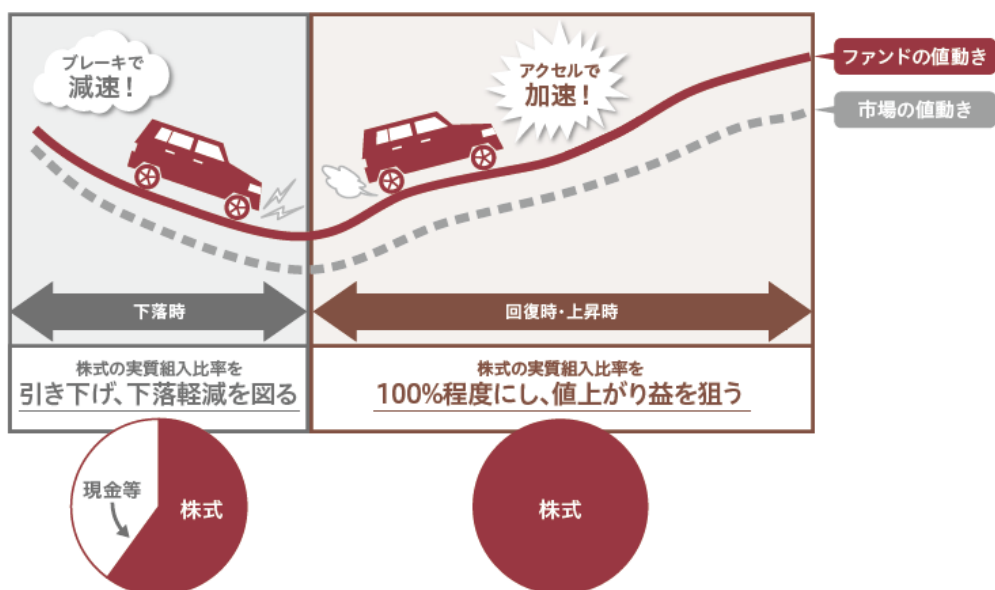 ブレーキで
減速！
アクセルで
加速！
ファンドの値動き
市場の値動き
下落時
回復時・上昇時
株式の実質組入比率を
引き下げ、下落軽減を図る
株式の実質組入比率を
100%程度にし、値上がり益を狙う
現金等
株式
株式